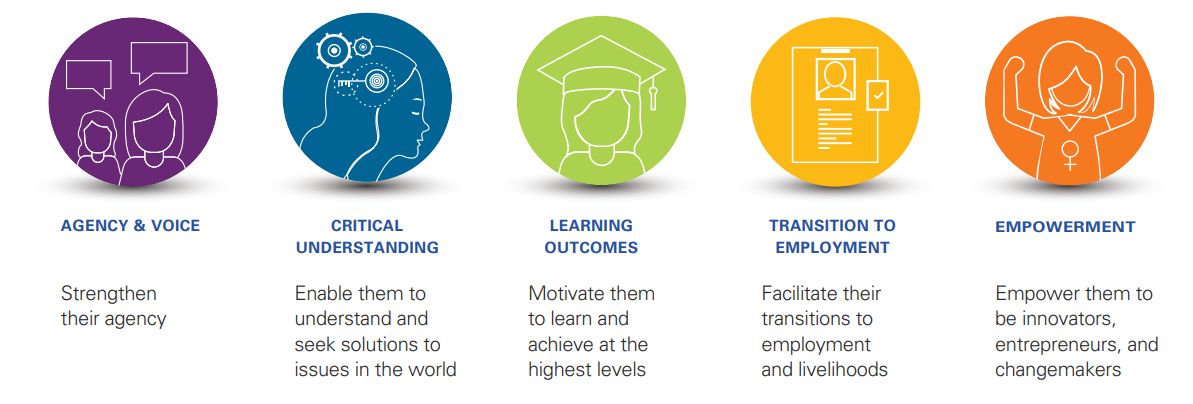 AGENCY & VOICE
Strengthen
their agency
CRITICAL
UNDERSTANDING
Enable them to
understand and
seek solutions to
issues in the world
LEARNING
OUTCOMES
Motivate them
to learn and
achieve at the
highest levels
TRANSITION TO
EMPLOYMENT
Facilitate their
transitions to
employment
and livelihoods
EMPOWERMENT
Empower them to
be innovators,
entrepreneurs, and
changemakers